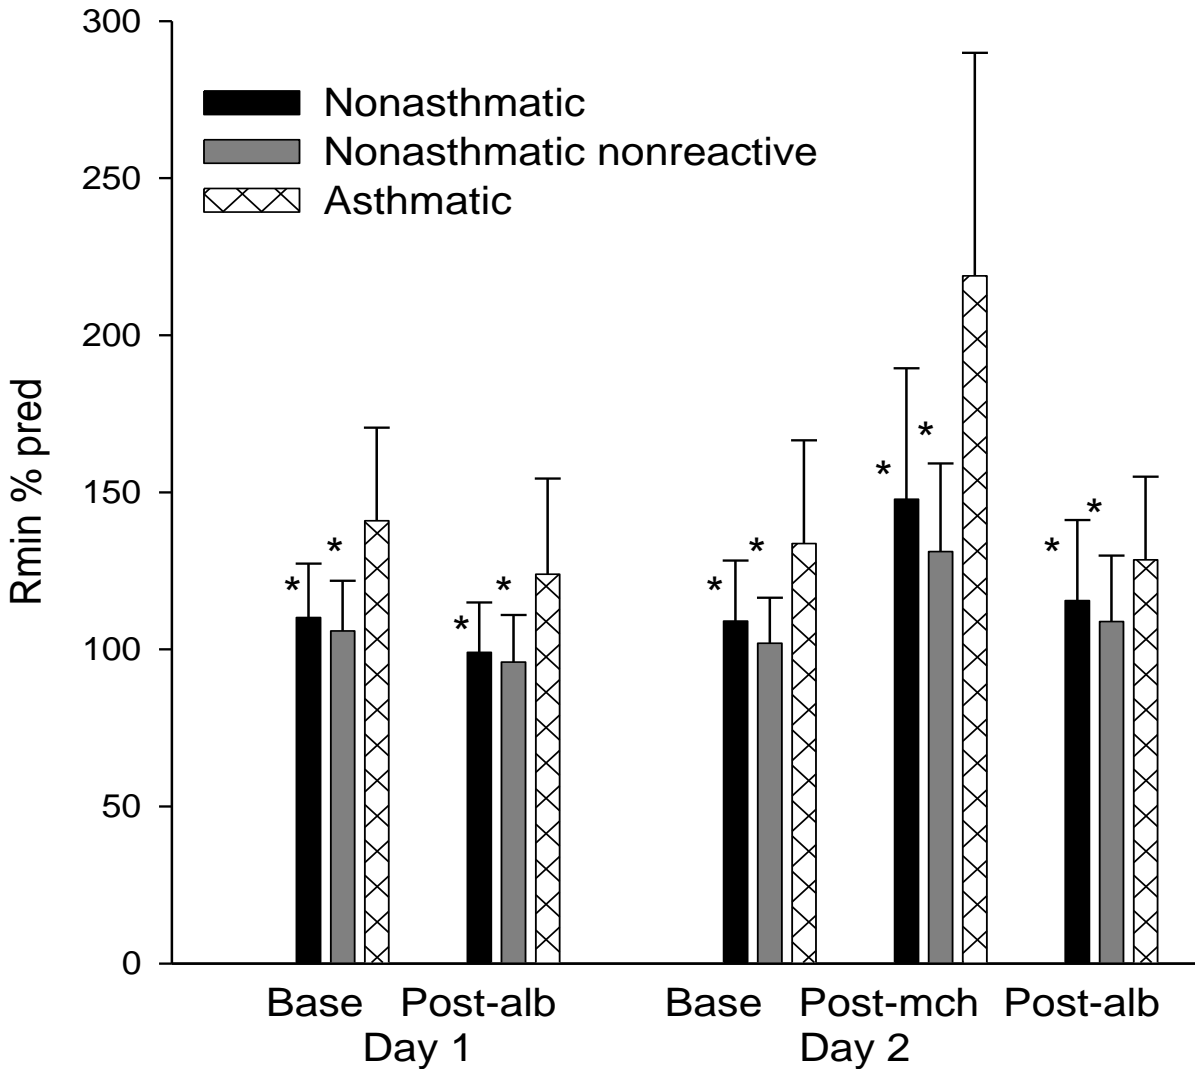 300
250
200
150
100
50
0
Rmin % pred
Nonasthmatic
Nonasthmatic nonreactive
Asthmatic
* * * * * * * * * *
Base Post-alb Base Post-mch Post-alb
Day 1 Day 2